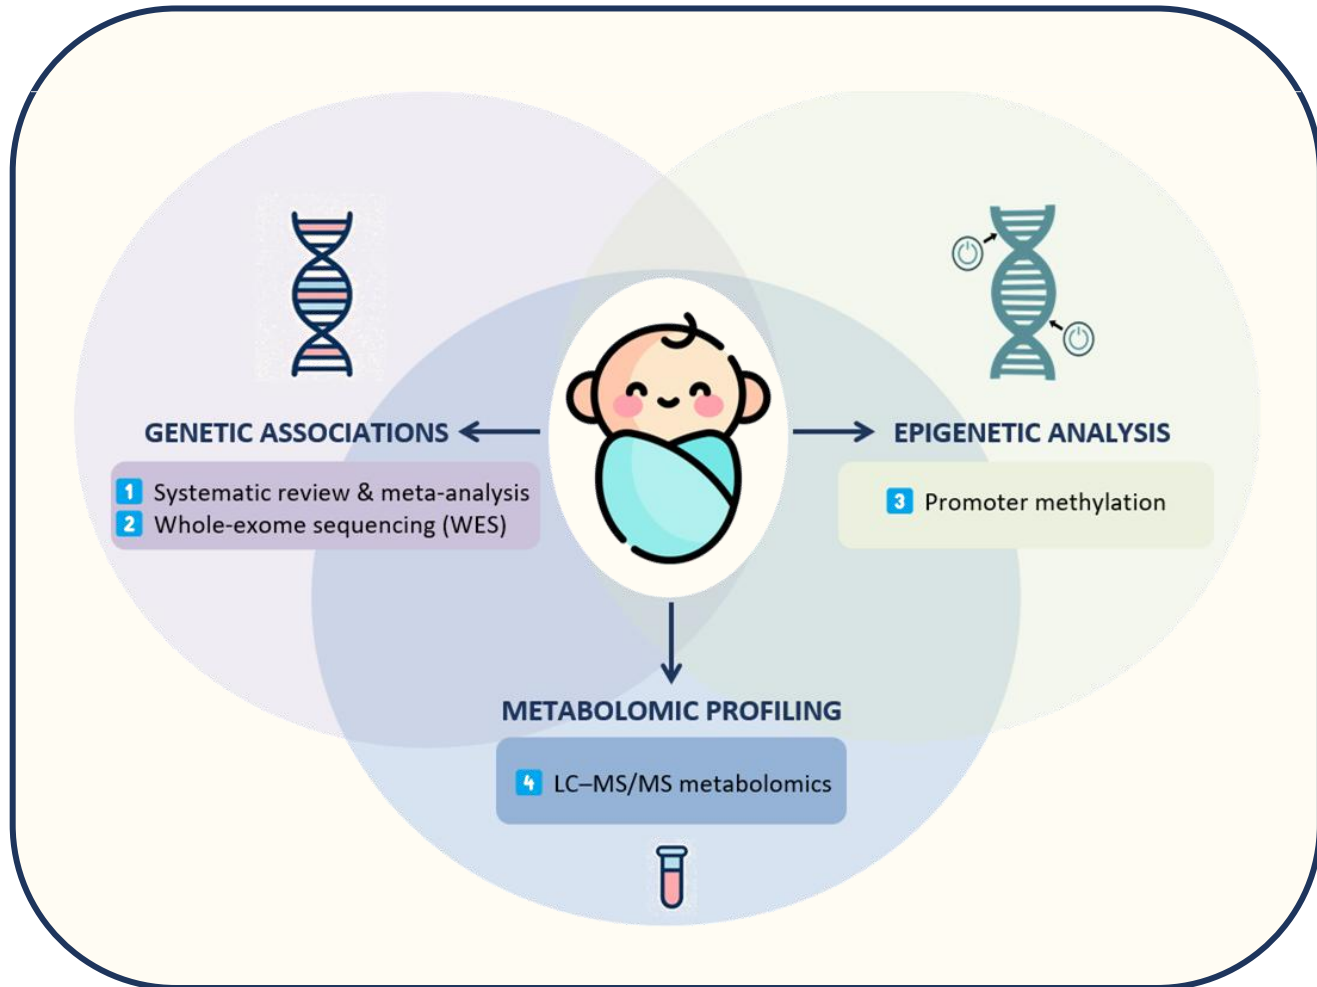 GENETIC ASSOCIATIONS
1 Systematic review & meta-analysis
2 Whole-exome sequencing (WES)
EPIGENETIC ANALYSIS
3 Promoter methylation
METABOLOMIC PROFILING
4 LC–MS/MS metabolomics